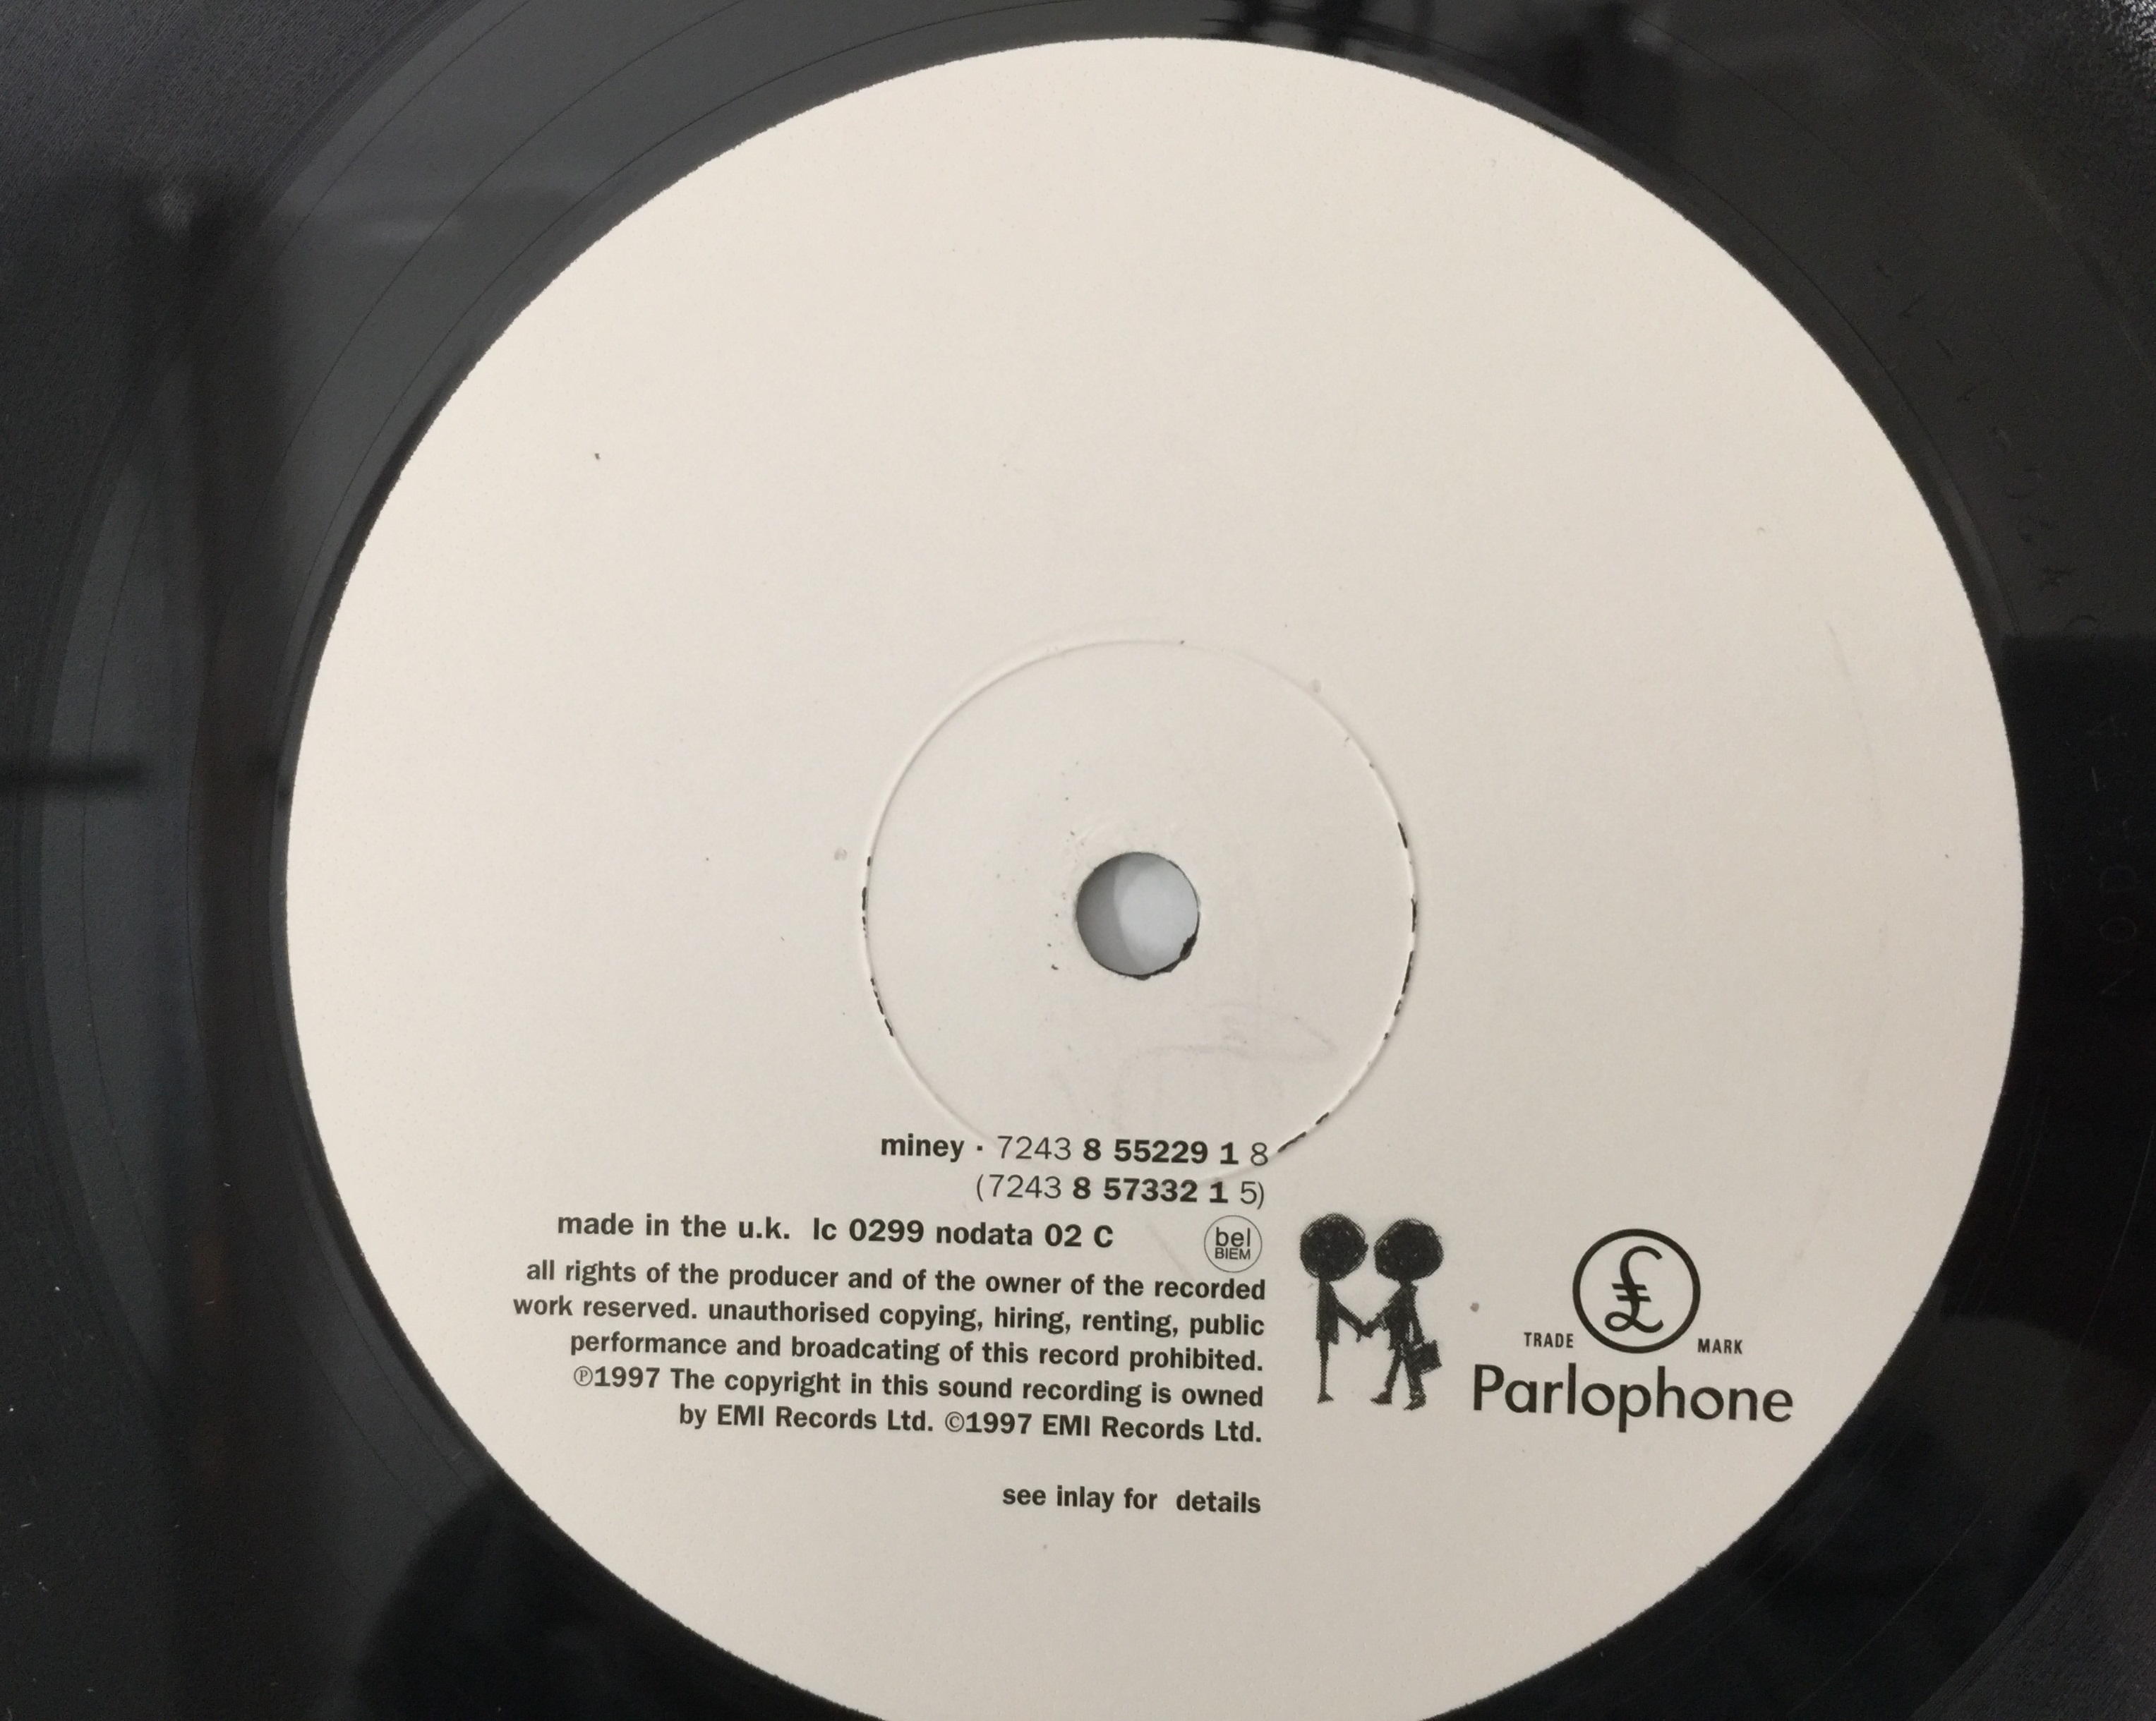 miney · 7243 8 55229 1 8
(7243 8 57332 1 5)
made in the u.k. lc 0299 nodata 02 C
bel
BIEM
all rights of the producer and of the owner of the recorded
work reserved. unauthorised copying, hiring, renting, public
performance and broadcating of this record prohibited.
℗1997 The copyright in this sound recording is owned
by EMI Records Ltd. ©1997 EMI Records Ltd.
see inlay for details
£
TRADE MARK
Parlophone